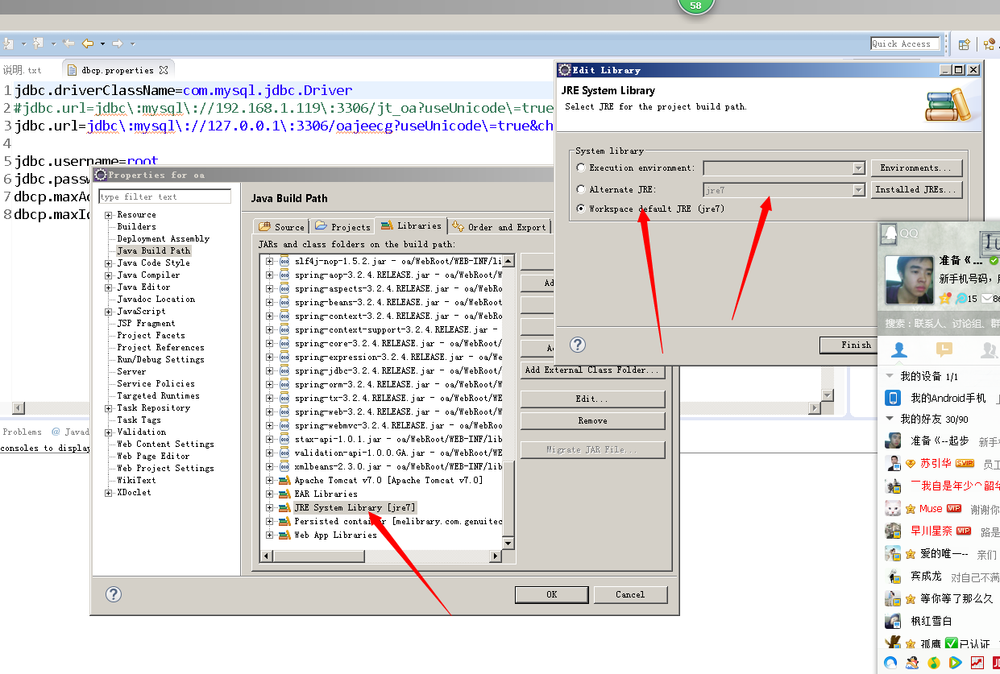 58
Quick Access
说明.txt
dbcp.properties
1 jdbc.driverClassName=com.mysql.jdbc.Driver
2 #jdbc.url=jdbc\:mysql\://192.168.1.119\:3306/jt_oa?useUnicode\=true
3 jdbc.url=jdbc\:mysql\://127.0.0.1\:3306/oajeecg?useUnicode\=true&ch
4
5 jdbc.username=root
6 jdbc.passw
7 dbcp.maxAc
8 dbcp.maxId
Problems @ Javad
consoles to display
Properties for oa
type filter text
Resource
Builders
Deployment Assembly
Java Build Path
Java Code Style
Java Compiler
Java Editor
Javadoc Location
JavaScript
JSP Fragment
Project Facets
Project References
Run/Debug Settings
Server
Service Policies
Targeted Runtimes
Task Repository
Task Tags
Validation
Web Content Settings
Web Page Editor
Web Project Settings
WikiText
XDoclet
Java Build Path
Source
Projects
Libraries
Order and Export
JARs and class folders on the build path:
slf4j-nop-1.5.2.jar - oa/WebRoot/WEB-INF/li
spring-aop-3.2.4.RELEASE.jar - oa/WebRoot/W
spring-aspects-3.2.4.RELEASE.jar - oa/WebRo
spring-beans-3.2.4.RELEASE.jar - oa/WebRoot
spring-context-3.2.4.RELEASE.jar - oa/WebRo
spring-context-support-3.2.4.RELEASE.jar -
spring-core-3.2.4.RELEASE.jar - oa/WebRoot/
spring-expression-3.2.4.RELEASE.jar - oa/We
spring-jdbc-3.2.4.RELEASE.jar - oa/WebRoot/
spring-orm-3.2.4.RELEASE.jar - oa/WebRoot/W
spring-tx-3.2.4.RELEASE.jar - oa/WebRoot/WE
spring-web-3.2.4.RELEASE.jar - oa/WebRoot/W
spring-webmvc-3.2.4.RELEASE.jar - oa/WebRoo
stax-api-1.0.1.jar - oa/WebRoot/WEB-INF/lib
validation-api-1.0.0.GA.jar - oa/WebRoot/WE
xmlbeans-2.3.0.jar - oa/WebRoot/WEB-INF/lib
Apache Tomcat v7.0 [Apache Tomcat v7.0]
EAR Libraries
JRE System Library [jre7]
Persisted container [melibrary.com.genuitec
Web App Libraries
Ad
A
Add External Class Folder...
Edit...
Remove
Migrate JAR File...
OK
Cancel
Edit Library
JRE System Library
Select JRE for the project build path.
System library
Execution environment:
Environments...
Alternate JRE:
jre7
Installed JREs...
Workspace default JRE (jre7)
Finish
QQ
准备《...
新手机号码，
15
86
搜索：联系人、讨论组、群
我的设备 1/1
我的Android手机
我的好友 30/90
准备《--起步 新手
苏引华 SVIP 员工
我自是年少 韶华
Muse VIP 谢谢你
早川星奈 VIP 路是
爱的唯一-- 亲们
宾成龙 对自己不满
等你等了那么久
枫红雪白
孤鹰 已认证